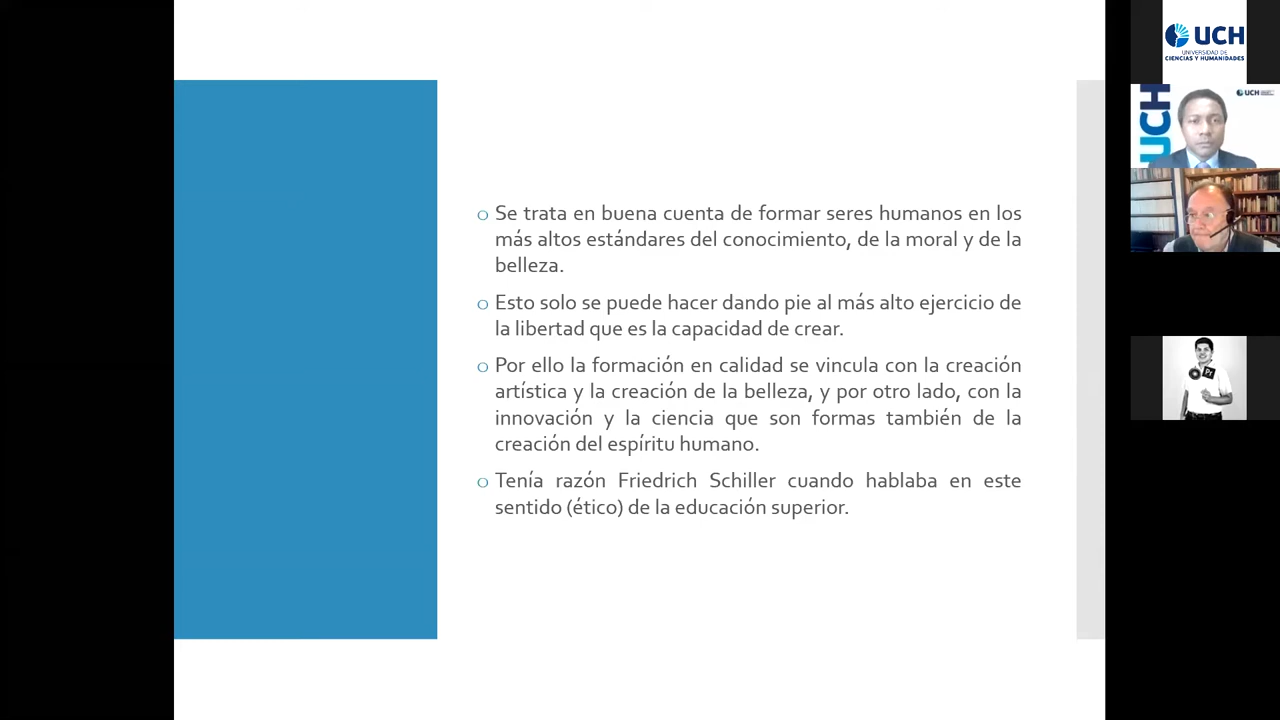 o Se trata en buena cuenta de formar seres humanos en los
más altos estándares del conocimiento, de la moral y de la
belleza.
o Esto solo se puede hacer dando pie al más alto ejercicio de
la libertad que es la capacidad de crear.
o Por ello la formación en calidad se vincula con la creación
artística y la creación de la belleza, y por otro lado, con la
innovación y la ciencia que son formas también de la
creación del espíritu humano.
o Tenía razón Friedrich Schiller cuando hablaba en este
sentido (ético) de la educación superior.
UCH
UNIVERSIDAD DE
CIENCIAS Y HUMANIDADES
UCH
UCH
Pr